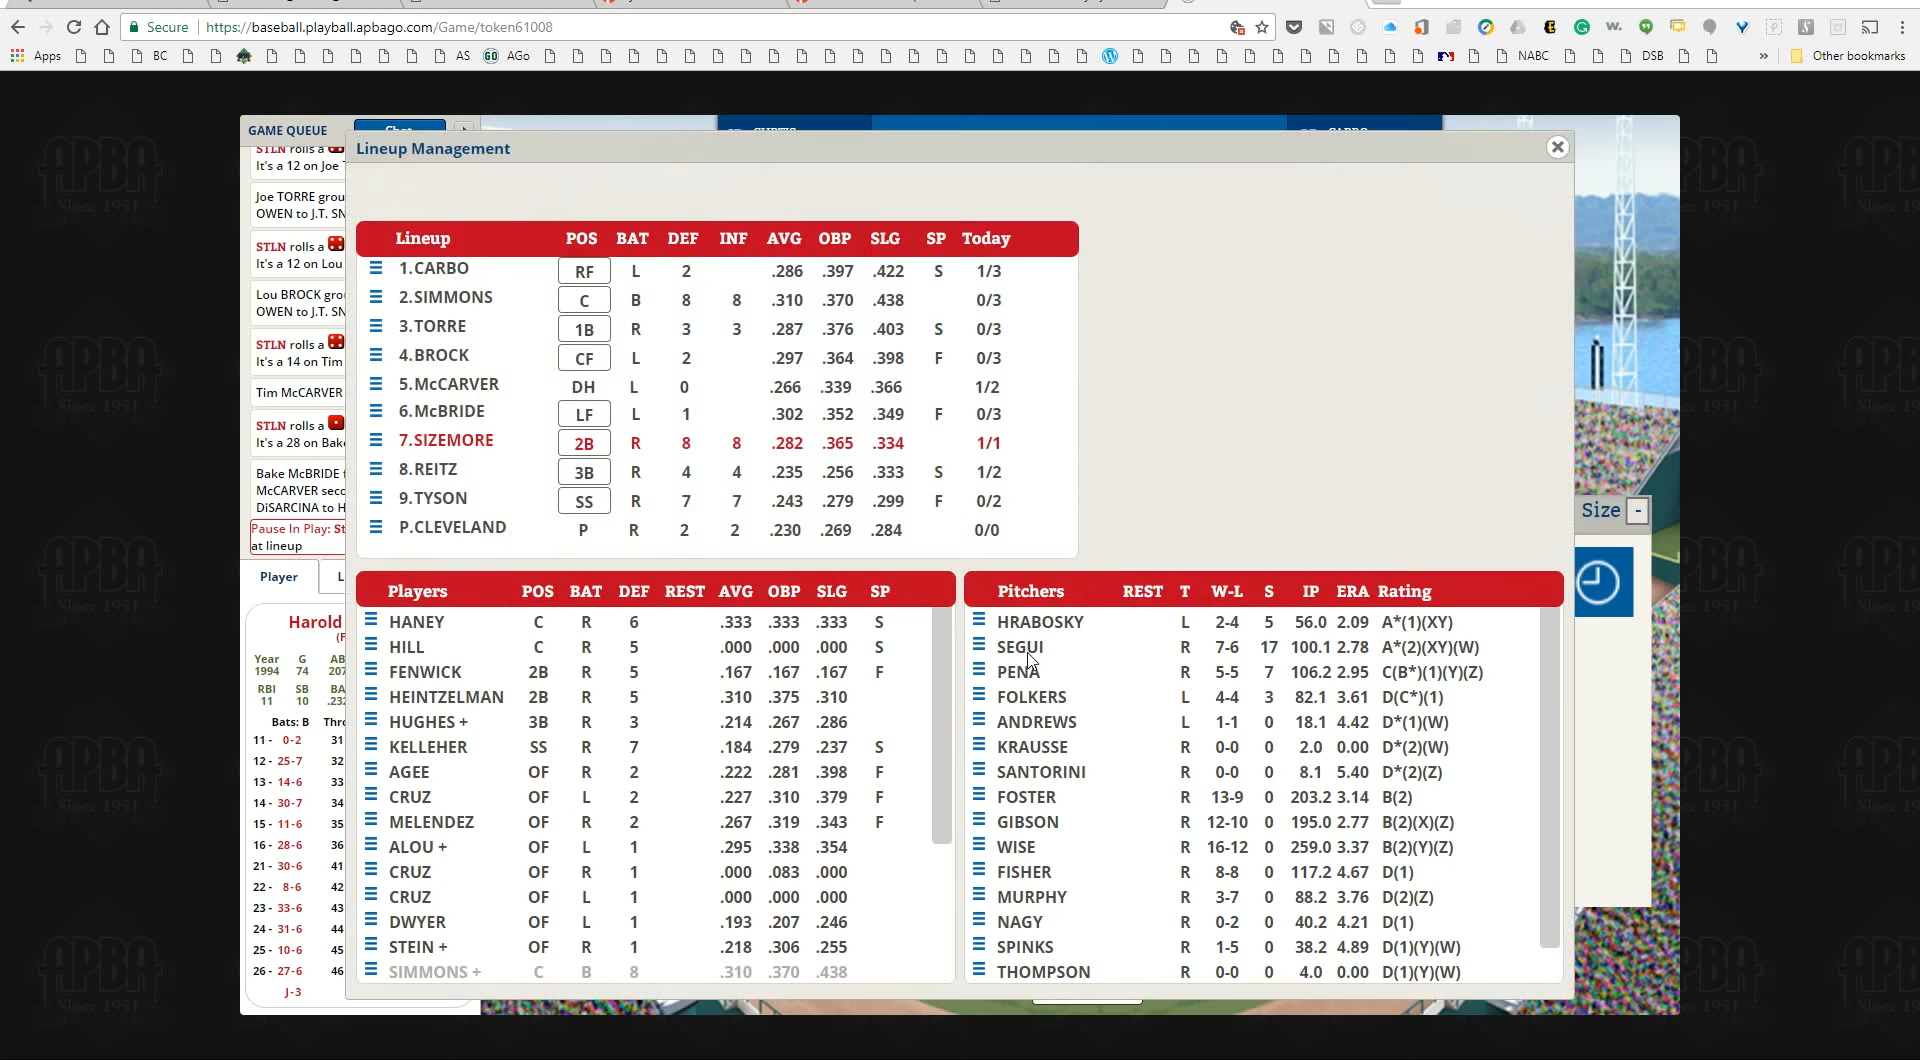 Secure https://baseball.playball.apbago.com/Game/token61008
Apps BC AS GO AGo NABC DSB » Other bookmarks
GAME QUEUE
Lineup Management
STLN rolls a
It's a 12 on Joe T
Joe TORRE grou
OWEN to J.T. SN
STLN rolls a
It's a 12 on Lou
Lou BROCK gro
OWEN to J.T. SN
STLN rolls a
It's a 14 on Tim
Tim McCARVER
STLN rolls a
It's a 28 on Bak
Bake McBRIDE f
McCARVER seco
DiSARCINA to H
Pause In Play: St
at lineup
Lineup POS BAT DEF INF AVG OBP SLG SP Today
1.CARBO RF L 2 .286 .397 .422 S 1/3
2.SIMMONS C B 8 8 .310 .370 .438 0/3
3.TORRE 1B R 3 3 .287 .376 .403 S 0/3
4.BROCK CF L 2 .297 .364 .398 F 0/3
5.McCARVER DH L 0 .266 .339 .366 1/2
6.McBRIDE LF L 1 .302 .352 .349 F 0/3
7.SIZEMORE 2B R 8 8 .282 .365 .334 1/1
8.REITZ 3B R 4 4 .235 .256 .333 S 1/2
9.TYSON SS R 7 7 .243 .279 .299 F 0/2
P.CLEVELAND P R 2 2 .230 .269 .284 0/0
Size -
Player L
Harold
(F
Year G AB
1994 74 207
RBI SB BA
11 10 .232
Bats: B Thro
11 - 0-2 31
12 - 25-7 32
13 - 14-6 33
14 - 30-7 34
15 - 11-6 35
16 - 28-6 36
21 - 30-6 41
22 - 8-6 42
23 - 33-6 43
24 - 31-6 44
25 - 10-6 45
26 - 27-6 46
J-3
Players POS BAT DEF REST AVG OBP SLG SP
HANEY C R 6 .333 .333 .333 S
HILL C R 5 .000 .000 .000 S
FENWICK 2B R 5 .167 .167 .167 F
HEINTZELMAN 2B R 5 .310 .375 .310
HUGHES + 3B R 3 .214 .267 .286
KELLEHER SS R 7 .184 .279 .237 S
AGEE OF R 2 .222 .281 .398 F
CRUZ OF L 2 .227 .310 .379 F
MELENDEZ OF R 2 .267 .319 .343 F
ALOU + OF L 1 .295 .338 .354
CRUZ OF R 1 .000 .083 .000
CRUZ OF L 1 .000 .000 .000
DWYER OF L 1 .193 .207 .246
STEIN + OF R 1 .218 .306 .255
SIMMONS + C B 8 .310 .370 .438
Pitchers REST T W-L S IP ERA Rating
HRABOSKY L 2-4 5 56.0 2.09 A*(1)(XY)
SEGUI R 7-6 17 100.1 2.78 A*(2)(XY)(W)
PENA R 5-5 7 106.2 2.95 C(B*)(1)(Y)(Z)
FOLKERS L 4-4 3 82.1 3.61 D(C*)(1)
ANDREWS L 1-1 0 18.1 4.42 D*(1)(W)
KRAUSSE R 0-0 0 2.0 0.00 D*(2)(W)
SANTORINI R 0-0 0 8.1 5.40 D*(2)(Z)
FOSTER R 13-9 0 203.2 3.14 B(2)
GIBSON R 12-10 0 195.0 2.77 B(2)(X)(Z)
WISE R 16-12 0 259.0 3.37 B(2)(Y)(Z)
FISHER R 8-8 0 117.2 4.67 D(1)
MURPHY R 3-7 0 88.2 3.76 D(2)(Z)
NAGY R 0-2 0 40.2 4.21 D(1)
SPINKS R 1-5 0 38.2 4.89 D(1)(Y)(W)
THOMPSON R 0-0 0 4.0 0.00 D(1)(Y)(W)
APBA
Since 1951